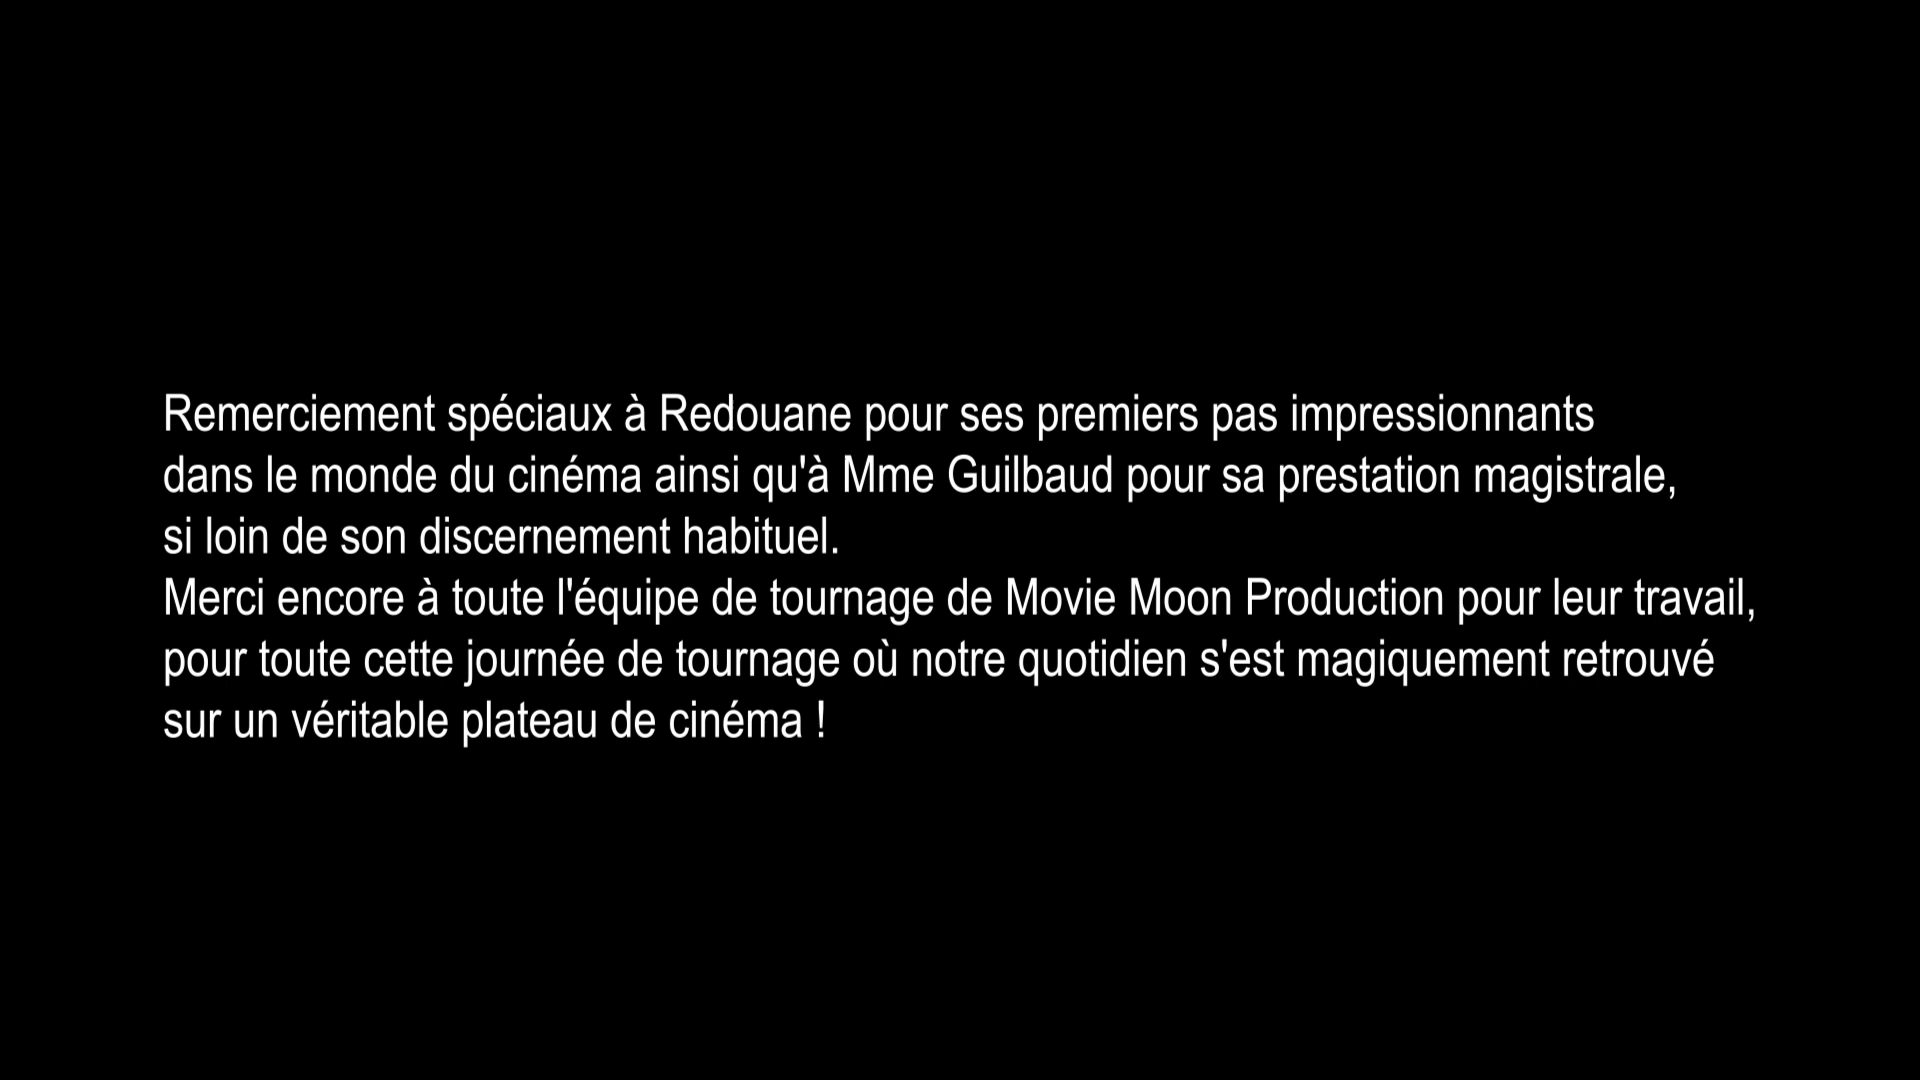 Remerciement spéciaux à Redouane pour ses premiers pas impressionnants
dans le monde du cinéma ainsi qu'à Mme Guilbaud pour sa prestation magistrale,
si loin de son discernement habituel.
Merci encore à toute l'équipe de tournage de Movie Moon Production pour leur travail,
pour toute cette journée de tournage où notre quotidien s'est magiquement retrouvé
sur un véritable plateau de cinéma !